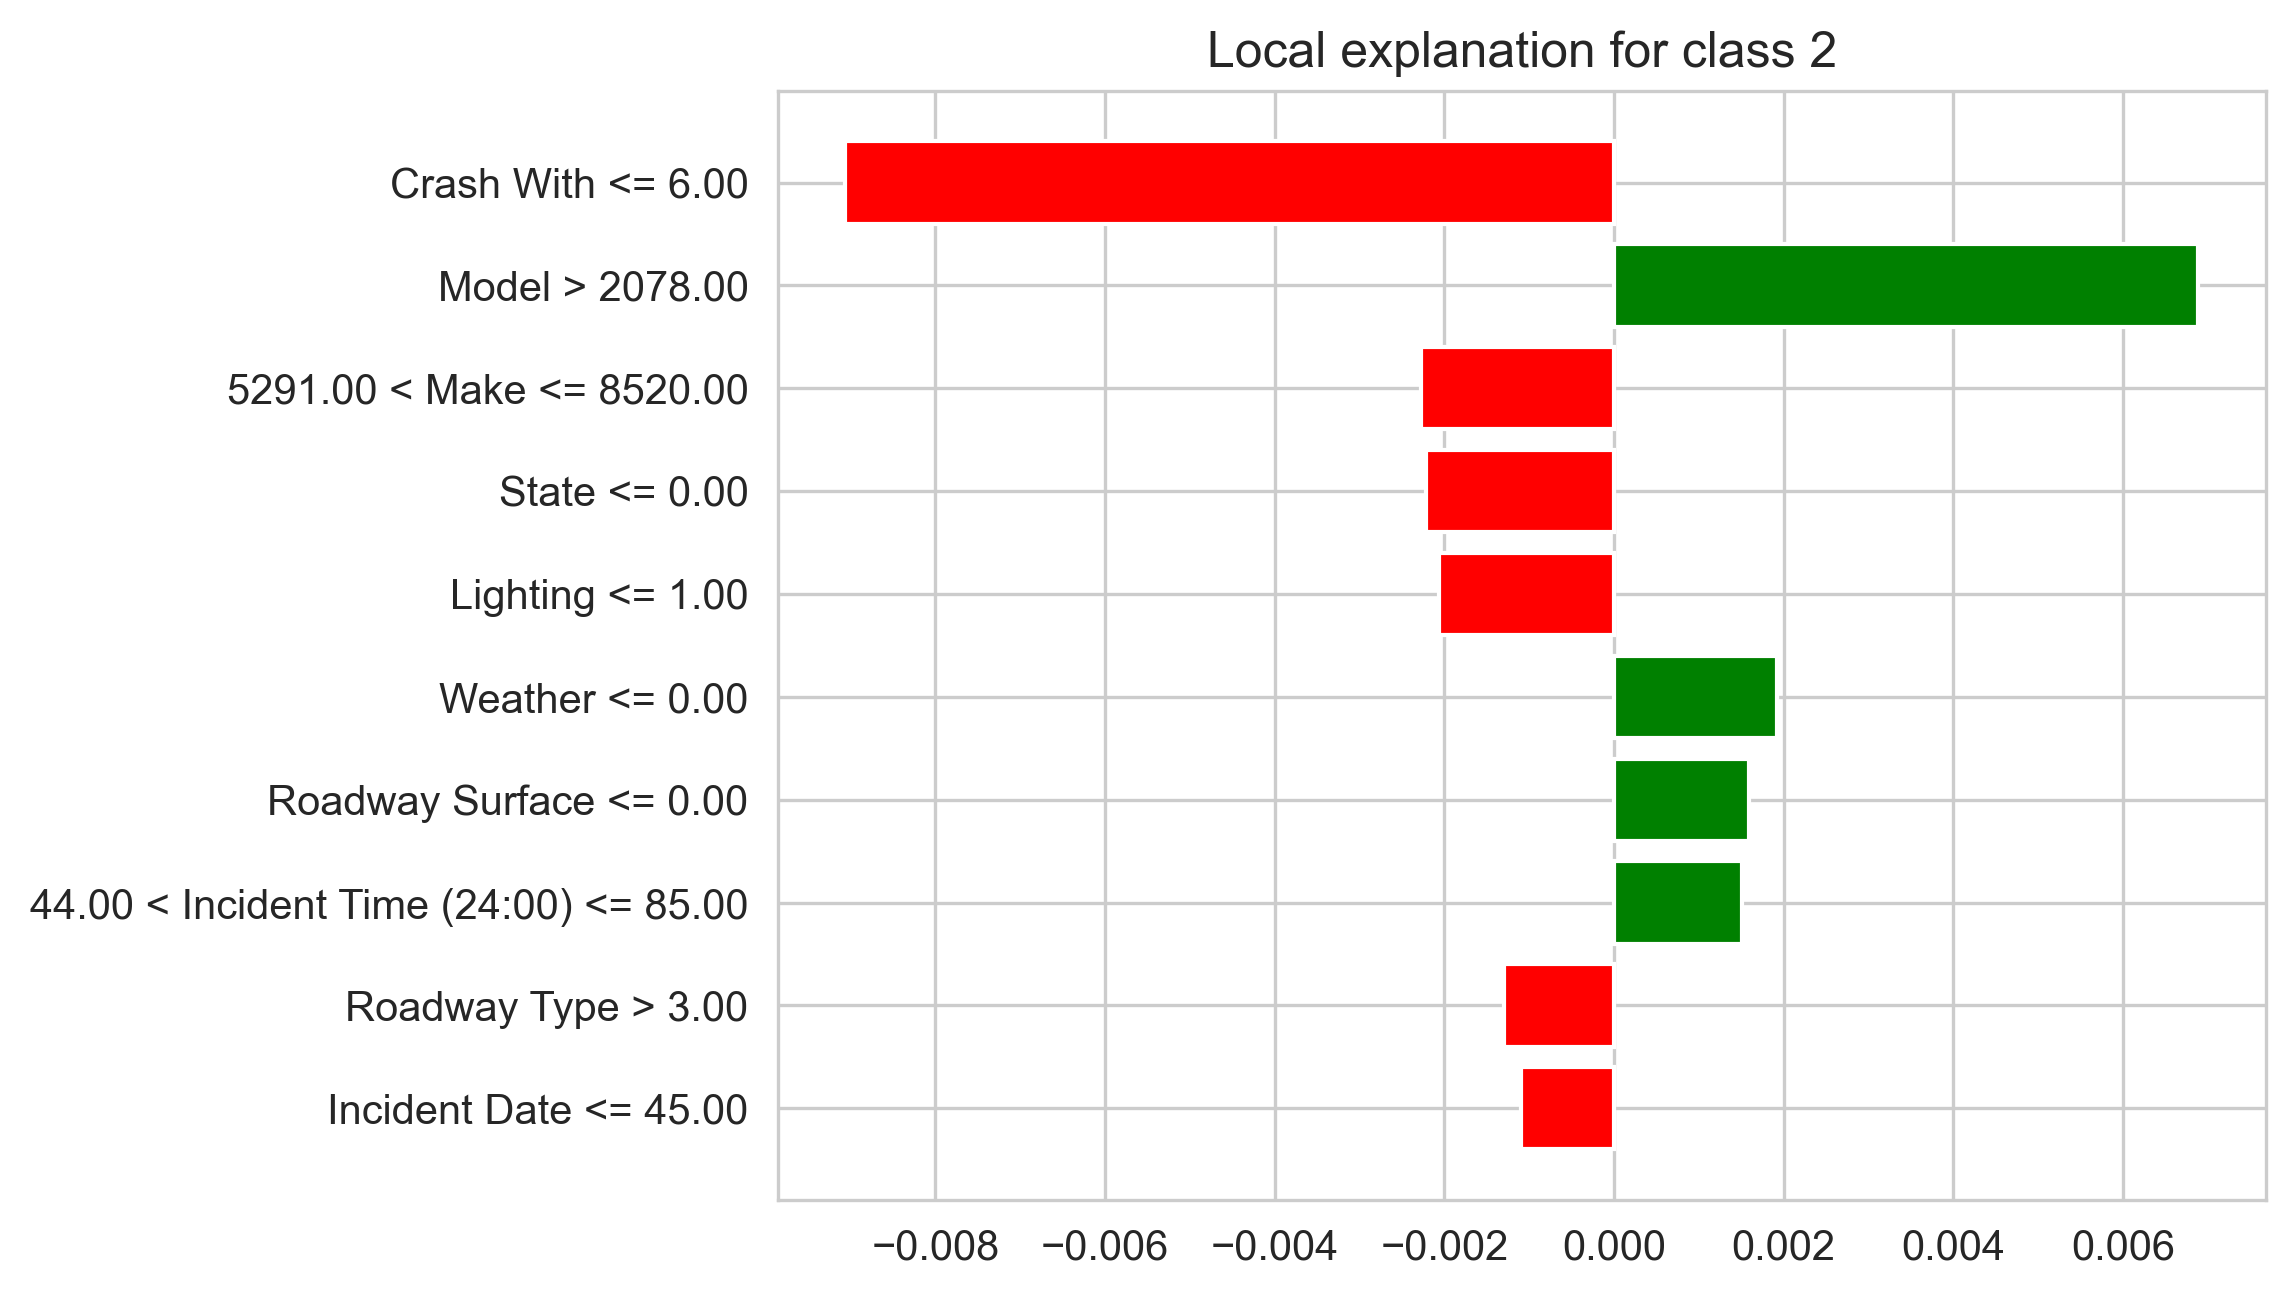 Local explanation for class 2
Crash With <= 6.00
Model > 2078.00
5291.00 < Make <= 8520.00
State <= 0.00
Lighting <= 1.00
Weather <= 0.00
Roadway Surface <= 0.00
44.00 < Incident Time (24:00) <= 85.00
Roadway Type > 3.00
Incident Date <= 45.00
−0.008 −0.006 −0.004 −0.002 0.000 0.002 0.004 0.006